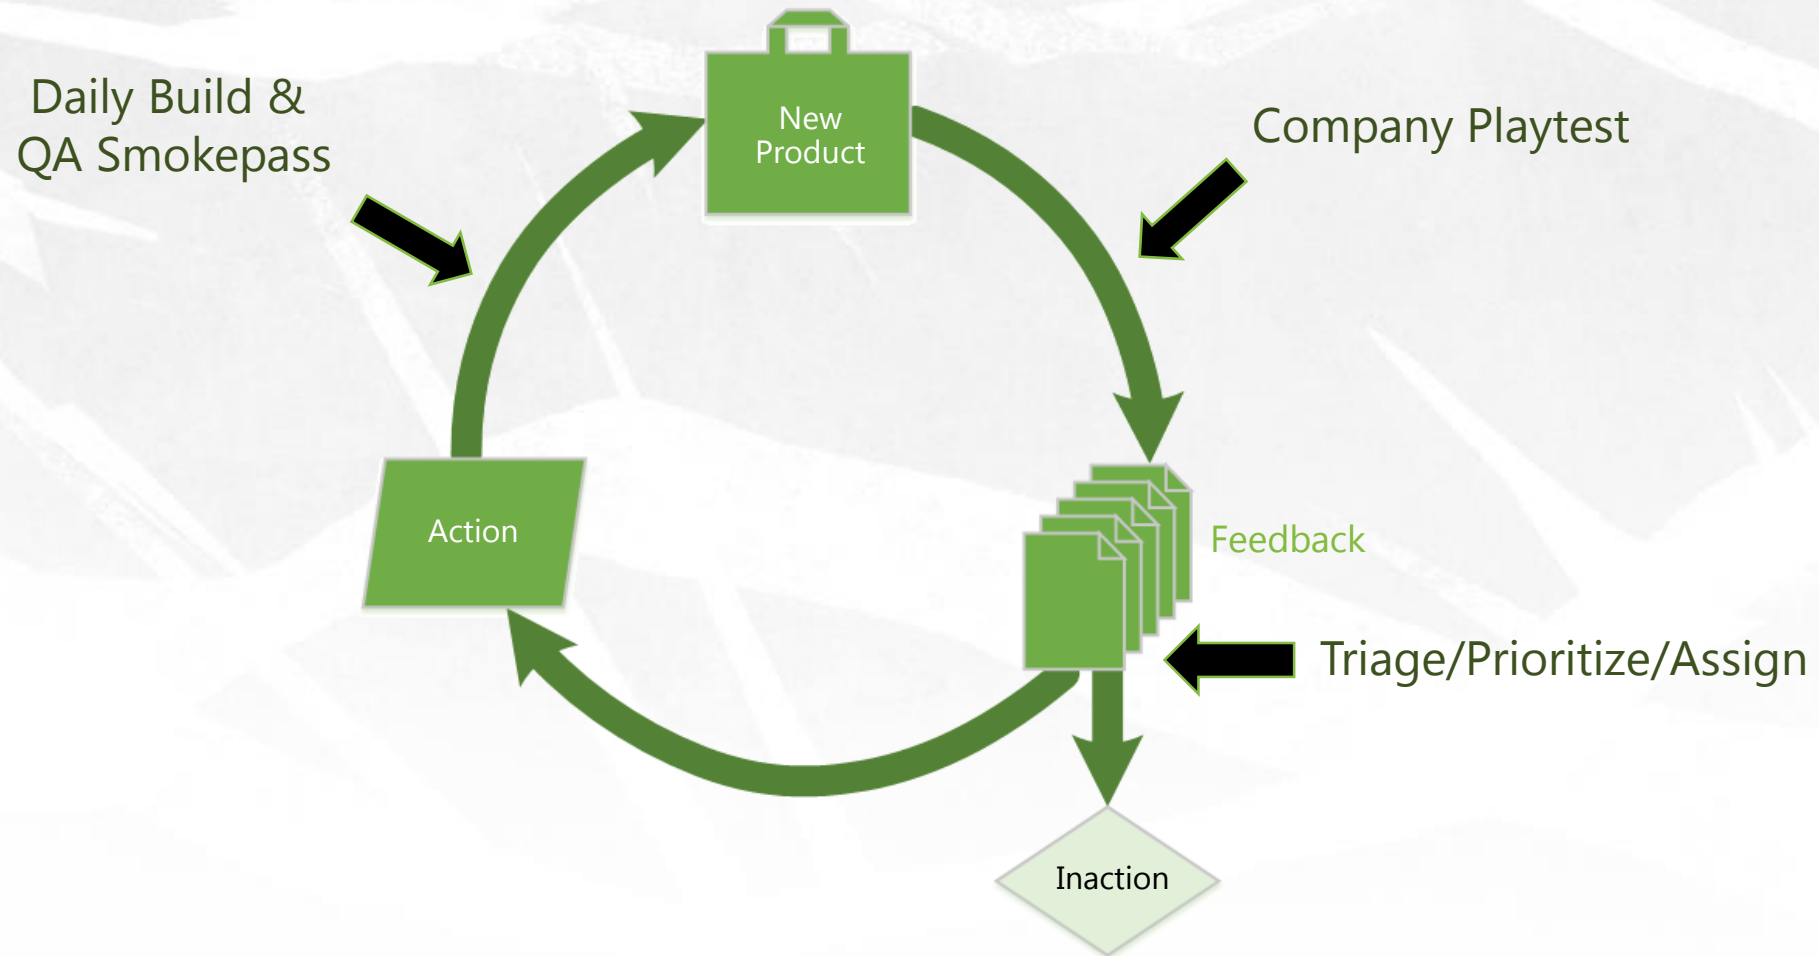 Daily Build &
QA Smokepass
New
Product
Company Playtest
Action
Feedback
Triage/Prioritize/Assign
Inaction